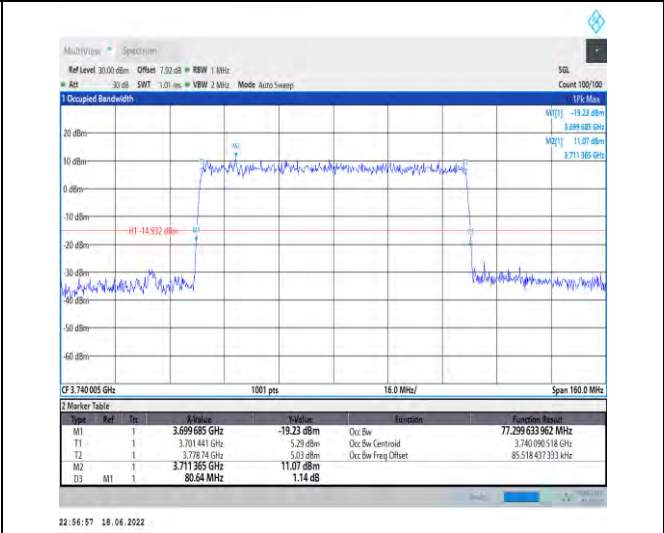 MultiView Spectrum
Ref Level 30.00 dBm Offset 7.92 dB RBW 1 MHz SGL
Att 30 dB SWT 1.01 ms VBW 2 MHz Mode Auto Sweep Count 100/100
1 Occupied Bandwidth 1Pk Max
M1[1] -19.23 dBm
3.699 685 GHz
20 dBm
M2[1] 11.07 dBm
3.711 365 GHz
M2
10 dBm
0 dBm
-10 dBm
H1 -14.932 dBm M1
-20 dBm
-30 dBm
-40 dBm
-50 dBm
-60 dBm
CF 3.740 005 GHz 1001 pts 16.0 MHz/ Span 160.0 MHz
2 Marker Table
Type Ref Trc X-Value Y-Value Function Function Result
M1 1 3.699 685 GHz -19.23 dBm Occ Bw 77.299 633 962 MHz
T1 1 3.701 441 GHz 5.29 dBm Occ Bw Centroid 3.740 090 518 GHz
T2 1 3.778 74 GHz 5.03 dBm Occ Bw Freq Offset 85.518 437 333 kHz
M2 1 3.711 365 GHz 11.07 dBm
D3 M1 1 80.64 MHz 1.14 dB
22:56:57 18.06.2022